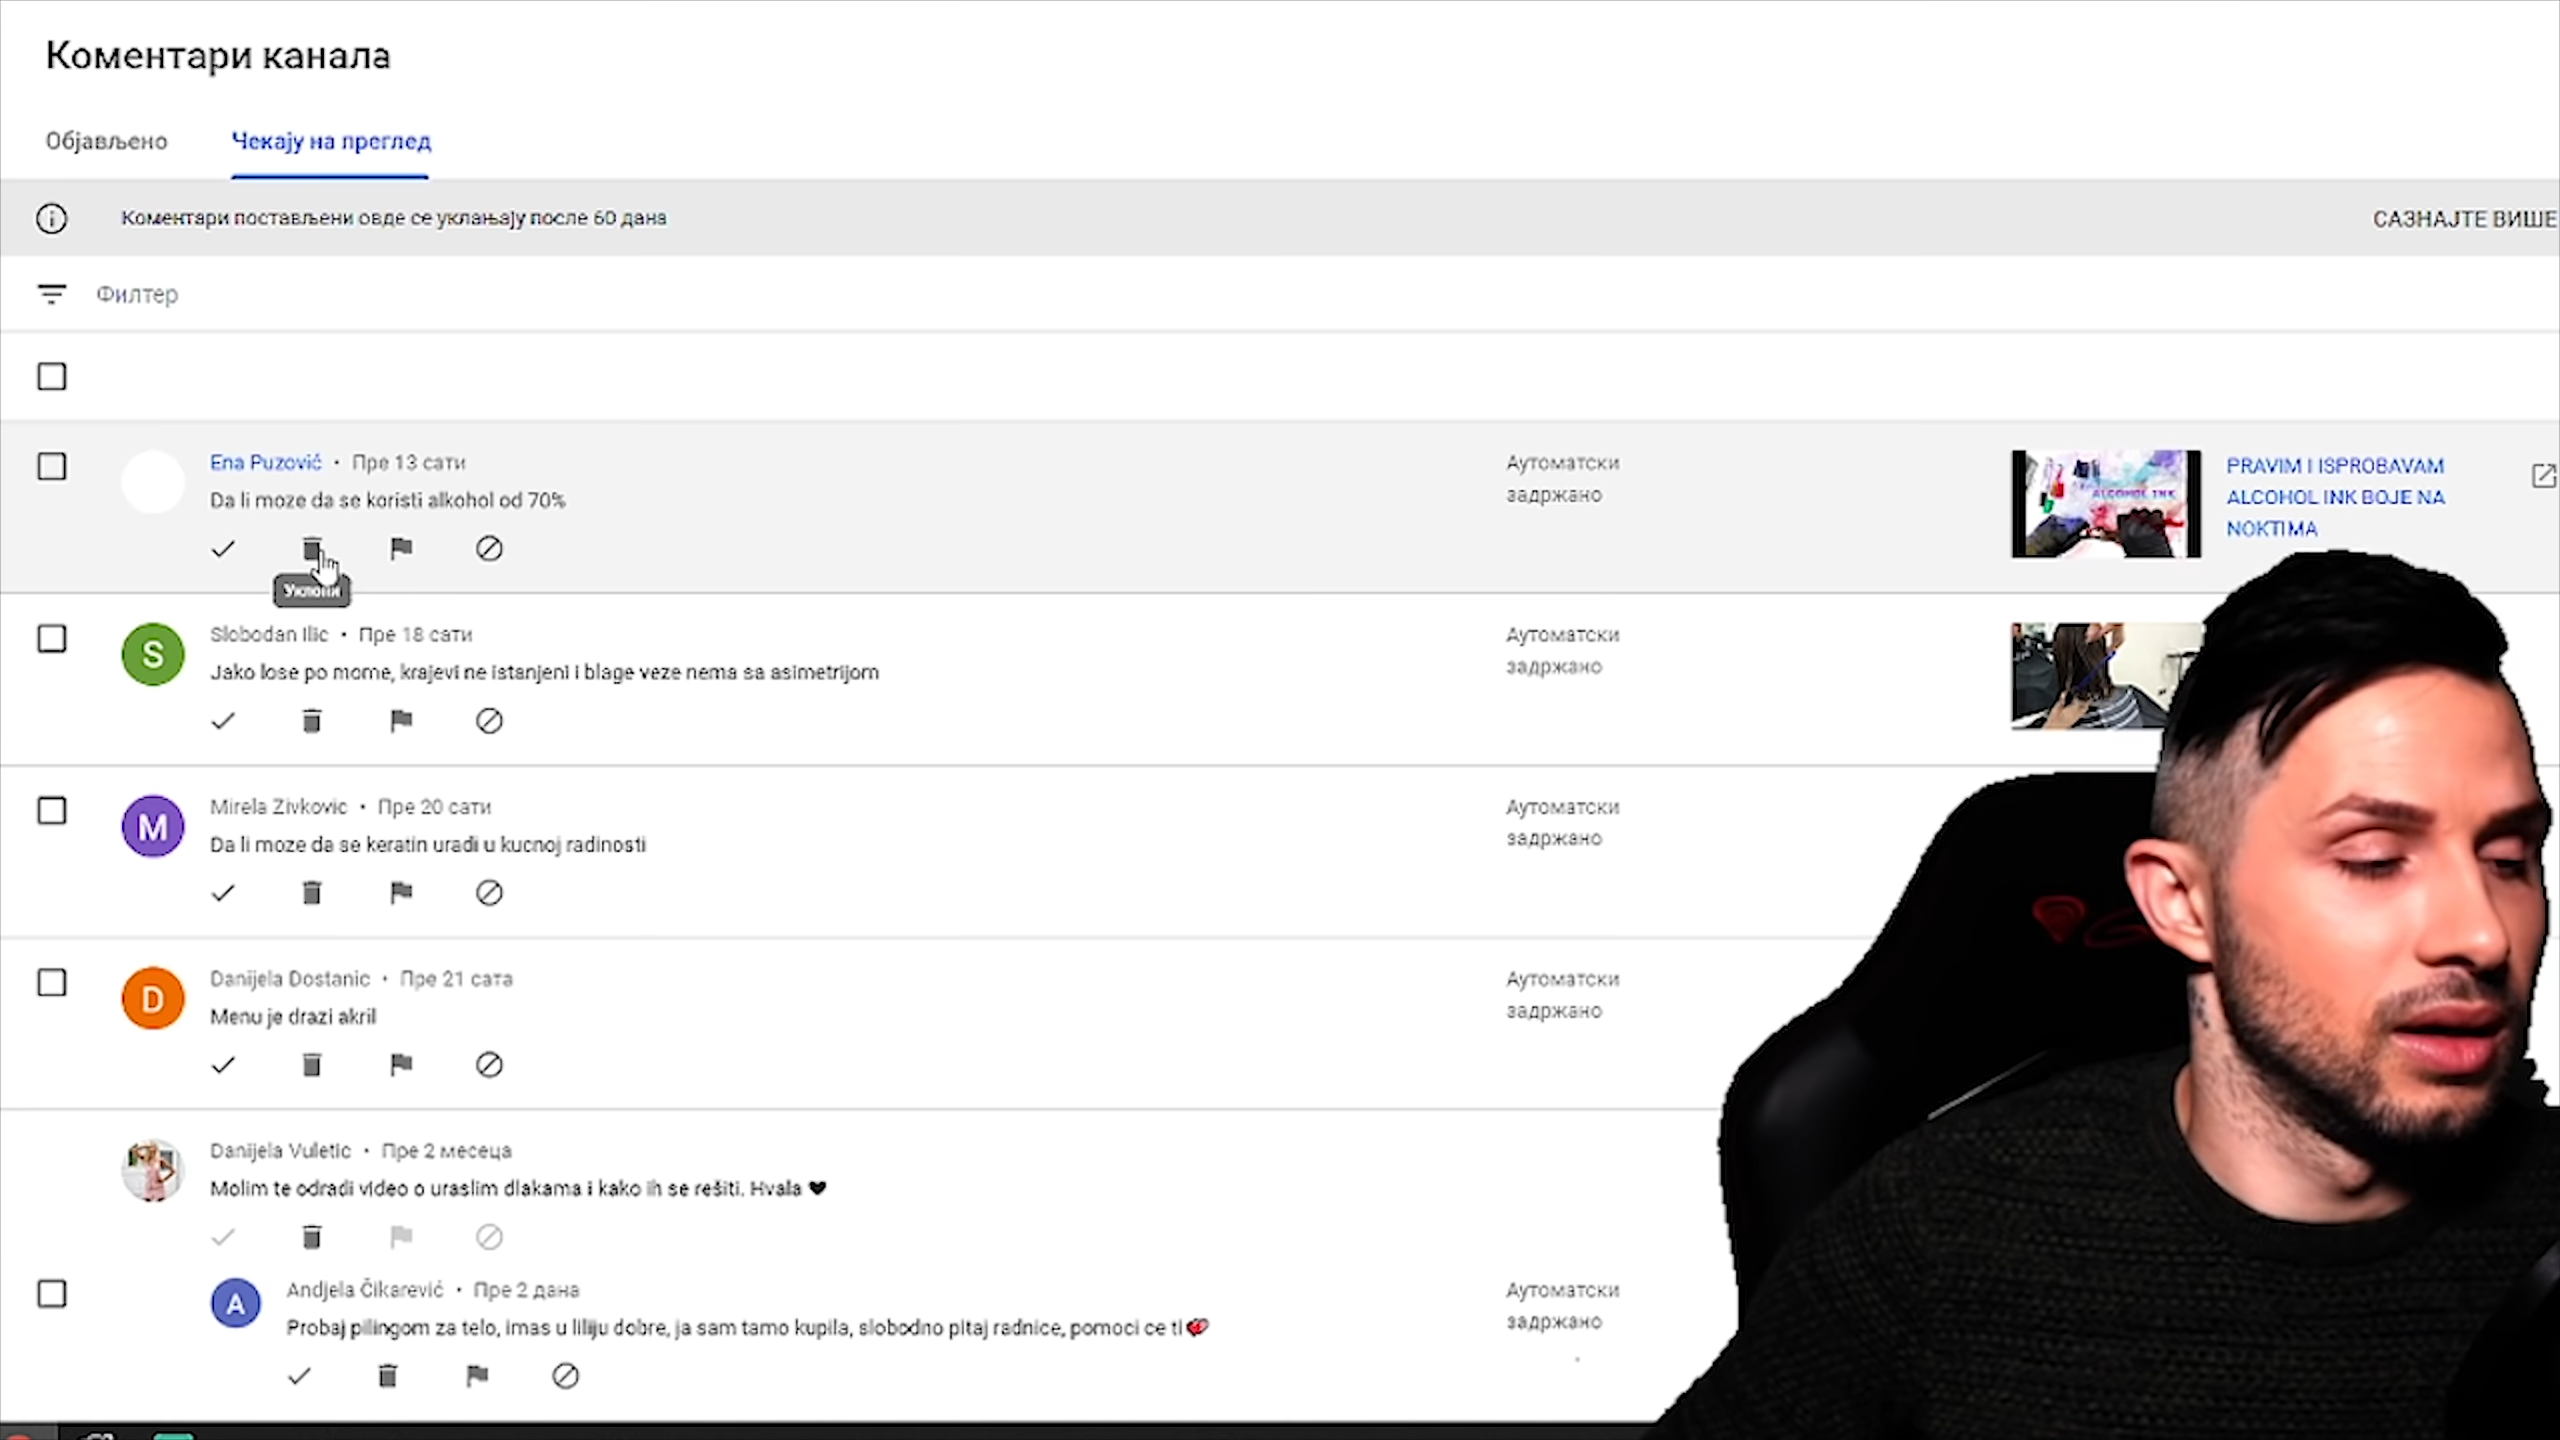 Коментари канала
Објављено
Чекају на преглед
Коментари постављени овде се уклањају после 60 дана
САЗНАЈТЕ ВИШЕ
Филтер
Ena Puzović • Пре 13 сати
Da li moze da se koristi alkohol od 70%
Уклони
Аутоматски
задржано
ALCOHOL INK
PRAVIM I ISPROBAVAM
ALCOHOL INK BOJE NA
NOKTIMA
S
Slobodan Ilic • Пре 18 сати
Jako lose po mome, krajevi ne istanjeni i blage veze nema sa asimetrijom
Аутоматски
задржано
M
Mirela Zivkovic • Пре 20 сати
Da li moze da se keratin uradi u kucnoj radinosti
Аутоматски
задржано
D
Danijela Dostanic • Пре 21 сата
Menu je drazi akril
Аутоматски
задржано
Danijela Vuletic • Пре 2 месеца
Molim te odradi video o uraslim dlakama i kako ih se rešiti. Hvala 🖤
A
Andjela Čikarević • Пре 2 дана
Probaj pilingom za telo, imas u liliju dobre, ja sam tamo kupila, slobodno pitaj radnice, pomoci ce ti💕
Аутоматски
задржано